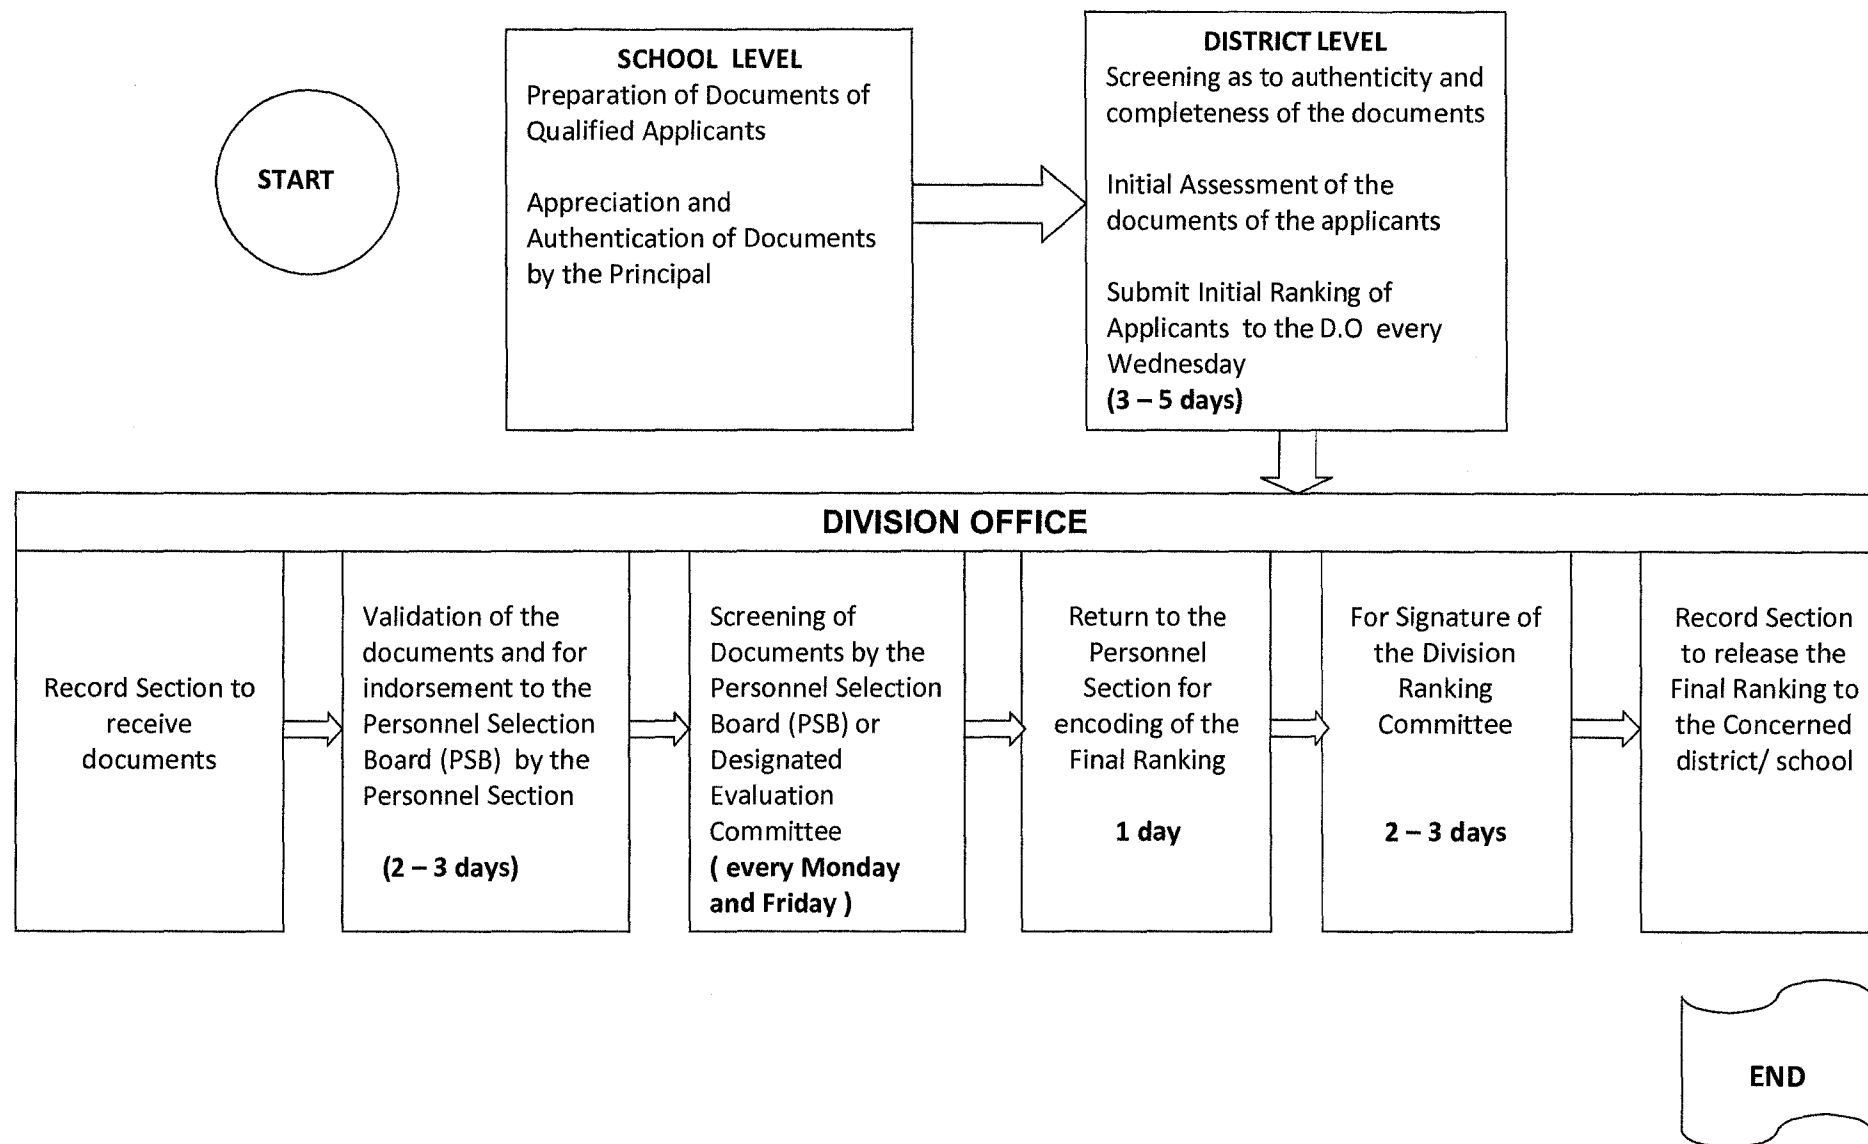 START
SCHOOL LEVEL
Preparation of Documents of
Qualified Applicants
Appreciation and
Authentication of Documents
by the Principal
DISTRICT LEVEL
Screening as to authenticity and
completeness of the documents
Initial Assessment of the
documents of the applicants
Submit Initial Ranking of
Applicants to the D.O every
Wednesday
(3 – 5 days)
DIVISION OFFICE
Record Section to
receive
documents
Validation of the
documents and for
indorsement to the
Personnel Selection
Board (PSB) by the
Personnel Section
(2 – 3 days)
Screening of
Documents by the
Personnel Selection
Board (PSB) or
Designated
Evaluation
Committee
( every Monday
and Friday )
Return to the
Personnel
Section for
encoding of the
Final Ranking
1 day
For Signature of
the Division
Ranking
Committee
2 – 3 days
Record Section
to release the
Final Ranking to
the Concerned
district/ school
END